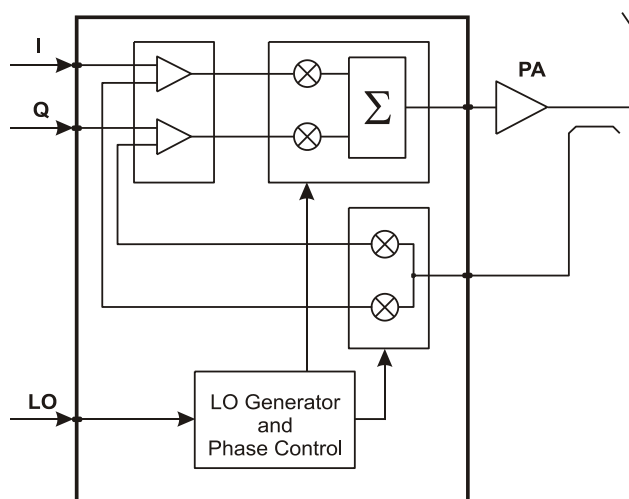 I
PA
Σ
Q
LO
LO Generator
and
Phase Control